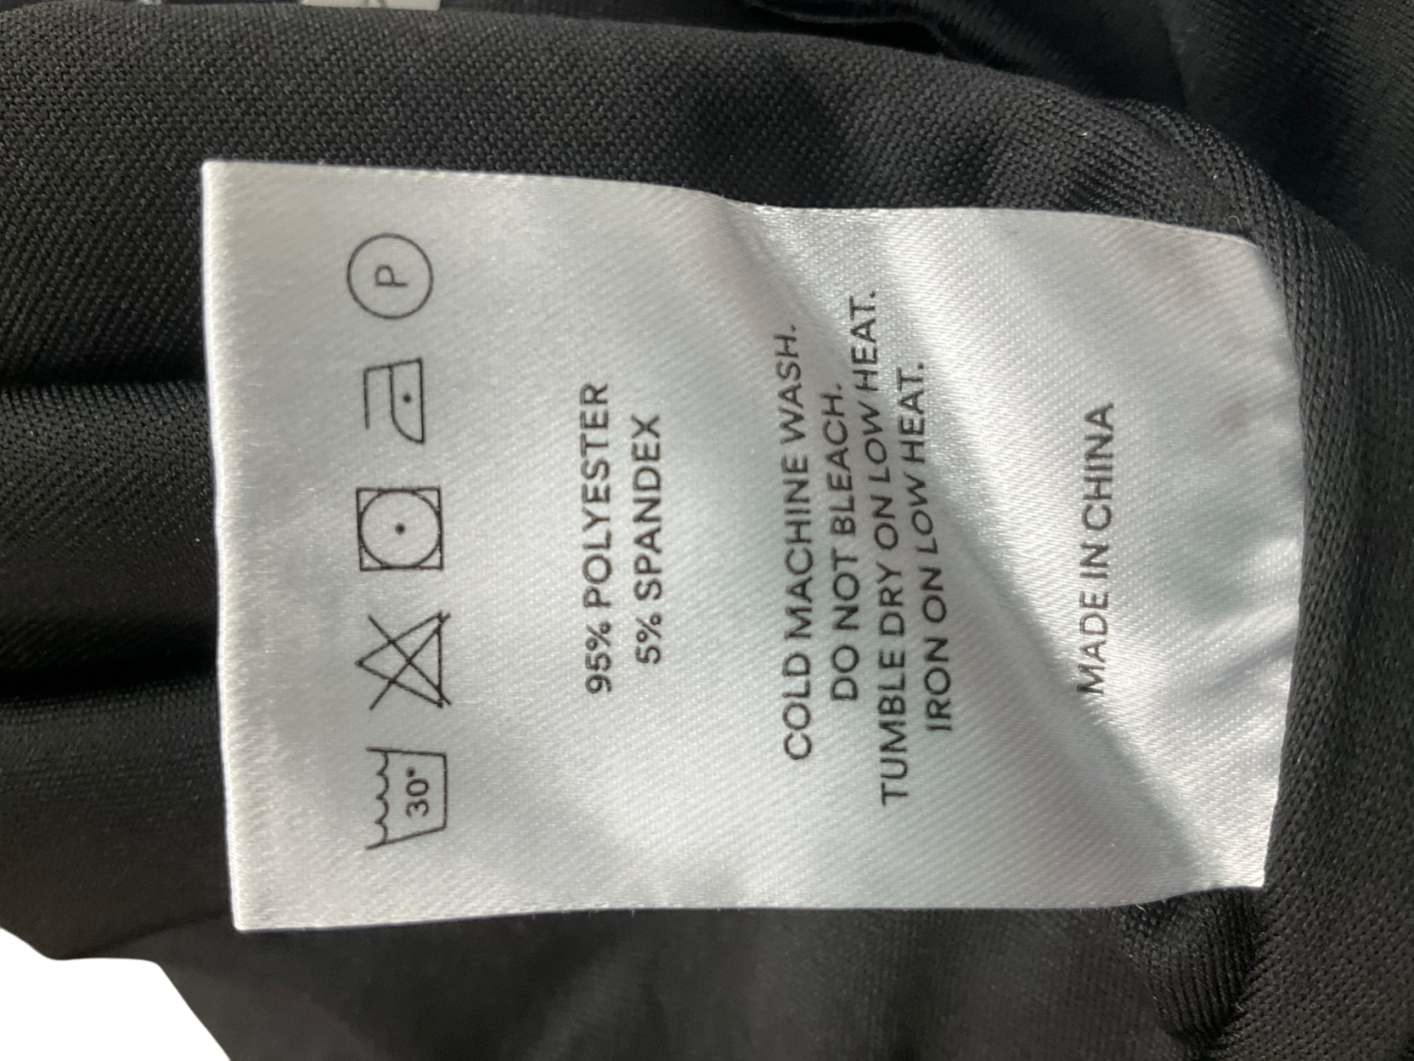 30°
P
95% POLYESTER
5% SPANDEX
COLD MACHINE WASH.
DO NOT BLEACH.
TUMBLE DRY ON LOW HEAT.
IRON ON LOW HEAT.
MADE IN CHINA